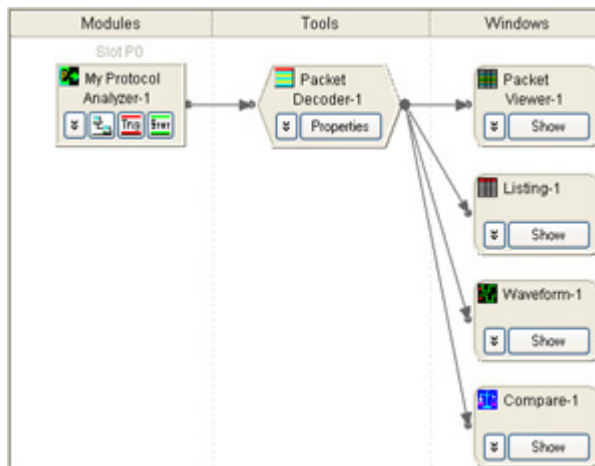 Modules
Tools
Windows
Slot P0
My Protocol
Analyzer-1
Packet
Decoder-1
Properties
Packet
Viewer-1
Show
Listing-1
Show
Waveform-1
Show
Compare-1
Show